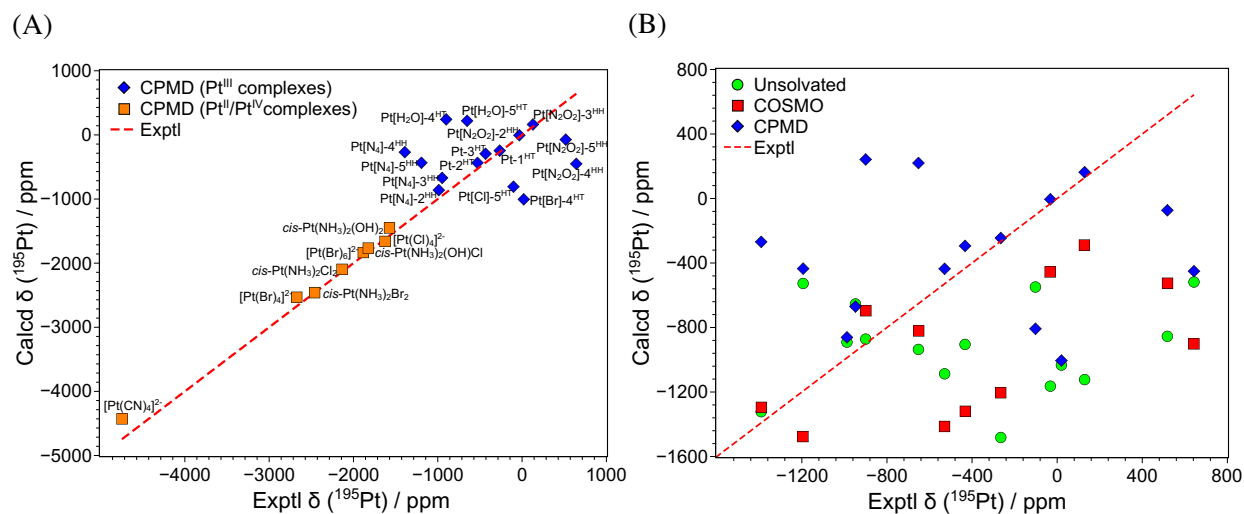 (A)
(B)
CPMD (Ptᴵᴵᴵ complexes)
CPMD (Ptᴵᴵ/Ptᴵⱽcomplexes)
Exptl
Pt[H₂O]-4ᴴᵀ
Pt[H₂O]-5ᴴᵀ
Pt[N₂O₂]-3ᴴᴴ
Pt[N₂O₂]-2ᴴᴴ
Pt[N₄]-4ᴴᴴ
Pt-3ᴴᵀ
Pt[N₂O₂]-5ᴴᴴ
Pt[N₄]-5ᴴᴴ
Pt-2ᴴᵀ
Pt-1ᴴᵀ
Pt[N₂O₂]-4ᴴᴴ
Pt[N₄]-3ᴴᴴ
Pt[N₄]-2ᴴᴴ
Pt[Cl]-5ᴴᵀ
Pt[Br]-4ᴴᵀ
cis-Pt(NH₃)₂(OH)₂
[Pt(Cl)₄]²⁻
[Pt(Br)₆]²⁻
cis-Pt(NH₃)₂(OH)Cl
cis-Pt(NH₃)₂Cl₂
[Pt(Br)₄]²⁻
cis-Pt(NH₃)₂Br₂
[Pt(CN)₄]²⁻
1000
0
−1000
−2000
−3000
−4000
−5000
Calcd δ (¹⁹⁵Pt) / ppm
−4000 −3000 −2000 −1000 0 1000
Exptl δ (¹⁹⁵Pt) / ppm
Unsolvated
COSMO
CPMD
Exptl
800
400
0
−400
−800
−1200
−1600
Calcd δ (¹⁹⁵Pt) / ppm
−1200 −800 −400 0 400 800
Exptl δ (¹⁹⁵Pt) / ppm